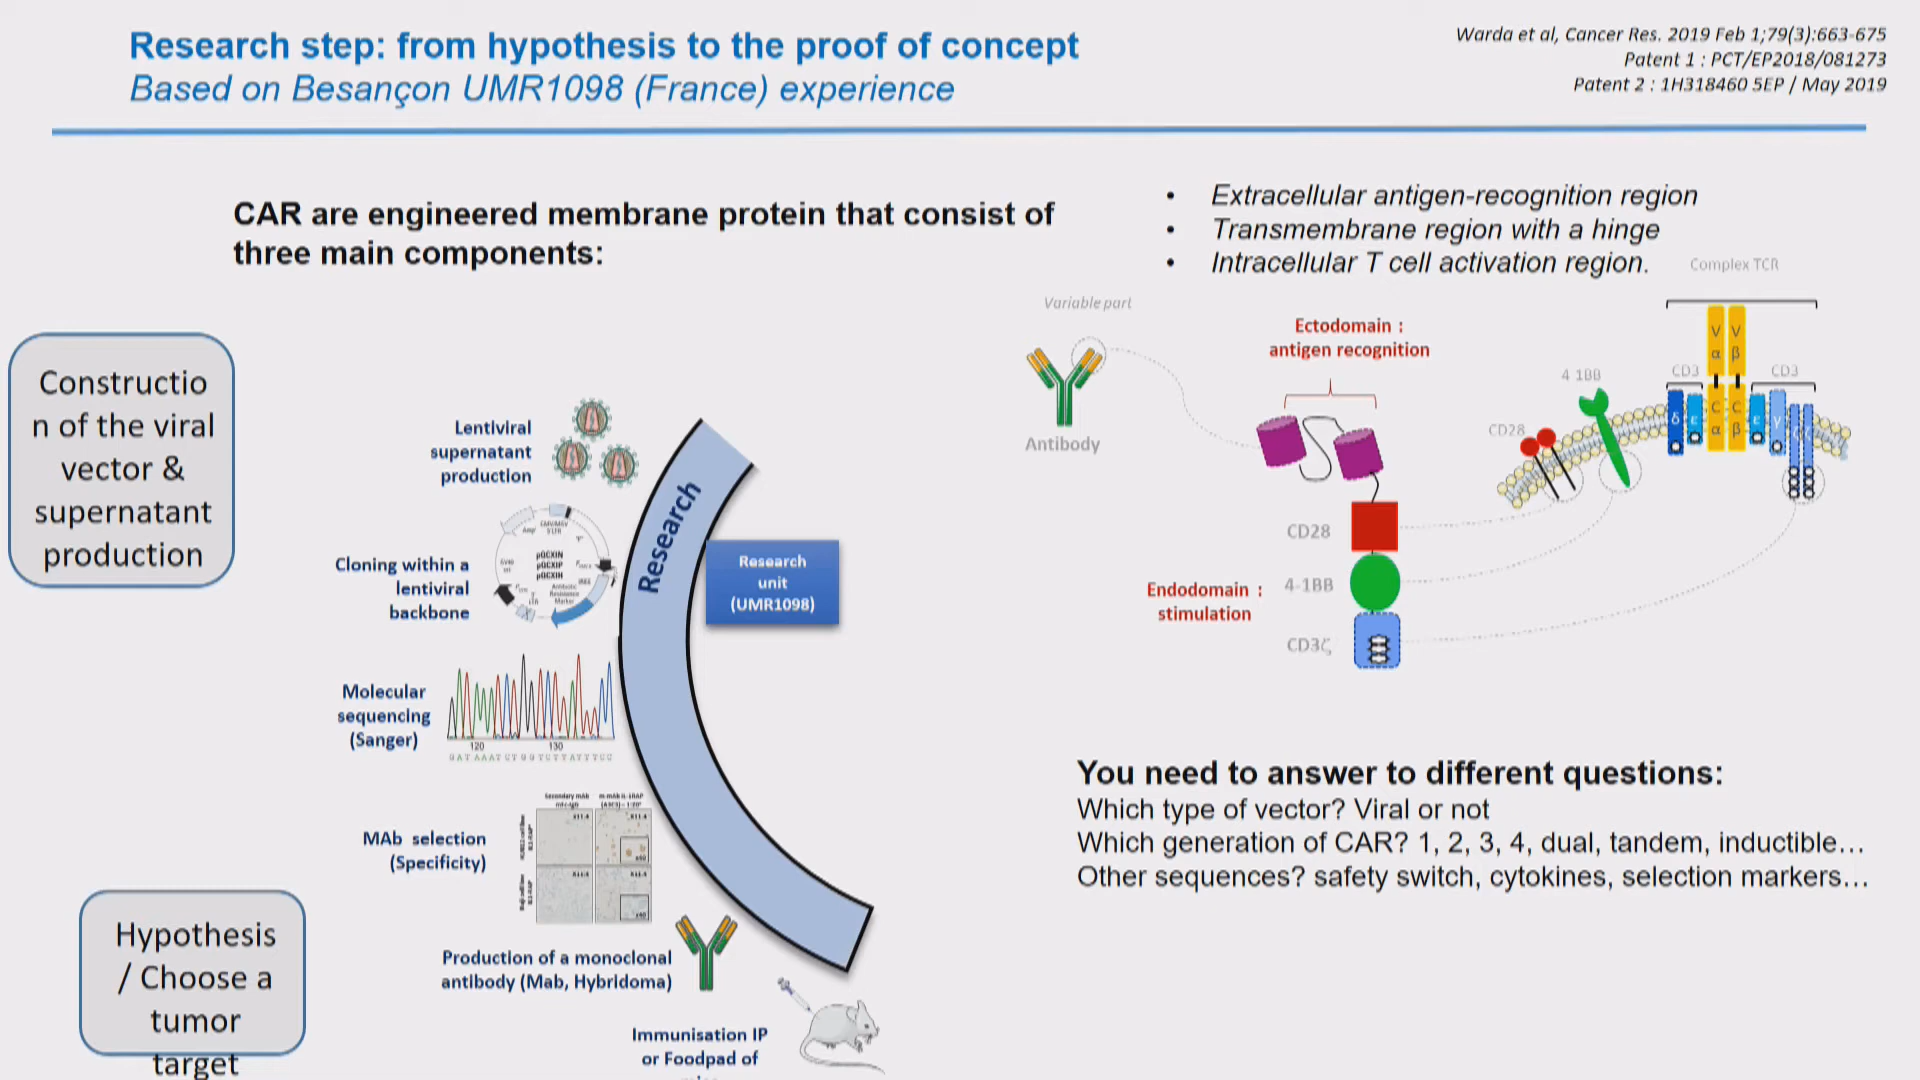 Research step: from hypothesis to the proof of concept
Based on Besançon UMR1098 (France) experience
Warda et al, Cancer Res. 2019 Feb 1;79(3):663-675
Patent 1 : PCT/EP2018/081273
Patent 2 : 1H318460 5EP / May 2019
CAR are engineered membrane protein that consist of
three main components:
• Extracellular antigen-recognition region
• Transmembrane region with a hinge
• Intracellular T cell activation region.
Complex TCR
Variable part
Antibody
Ectodomain :
antigen recognition
4 1BB
CD28
CD3
CD3
V
α
V
β
C
α
C
β
δ
ε
ε
γ
CD28
4-1BB
CD3ζ
Endodomain :
stimulation
Constructio
n of the viral
vector &
supernatant
production
Lentiviral
supernatant
production
Cloning within a
lentiviral
backbone
pQCXIN
pQCXIP
pQCXIH
Molecular
sequencing
(Sanger)
120
130
MAb selection
(Specificity)
Secondary mAb
Production of a monoclonal
antibody (Mab, Hybridoma)
Immunisation IP
or Foodpad of
Research
Research
unit
(UMR1098)
Hypothesis
/ Choose a
tumor
target
You need to answer to different questions:
Which type of vector? Viral or not
Which generation of CAR? 1, 2, 3, 4, dual, tandem, inductible...
Other sequences? safety switch, cytokines, selection markers...